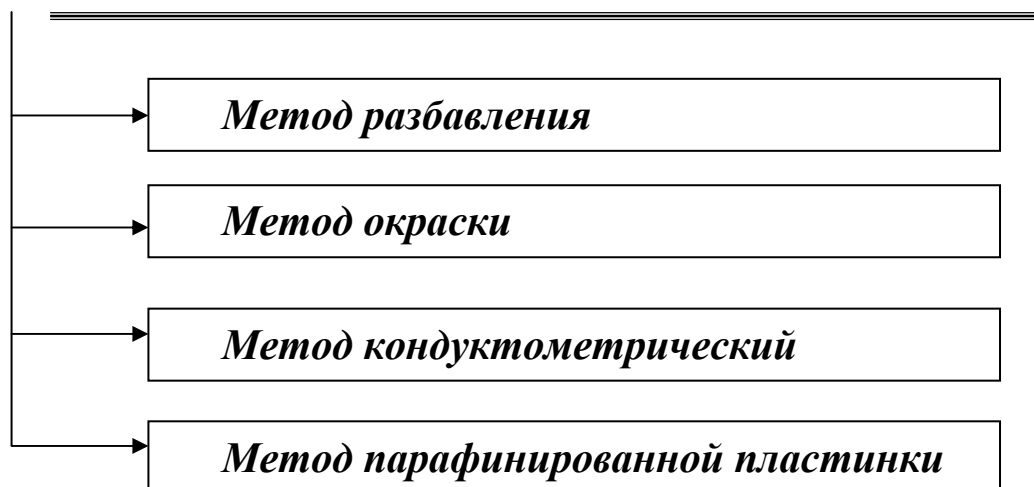 Метод разбавления
Метод окраски
Метод кондуктометрический
Метод парафинированной пластинки